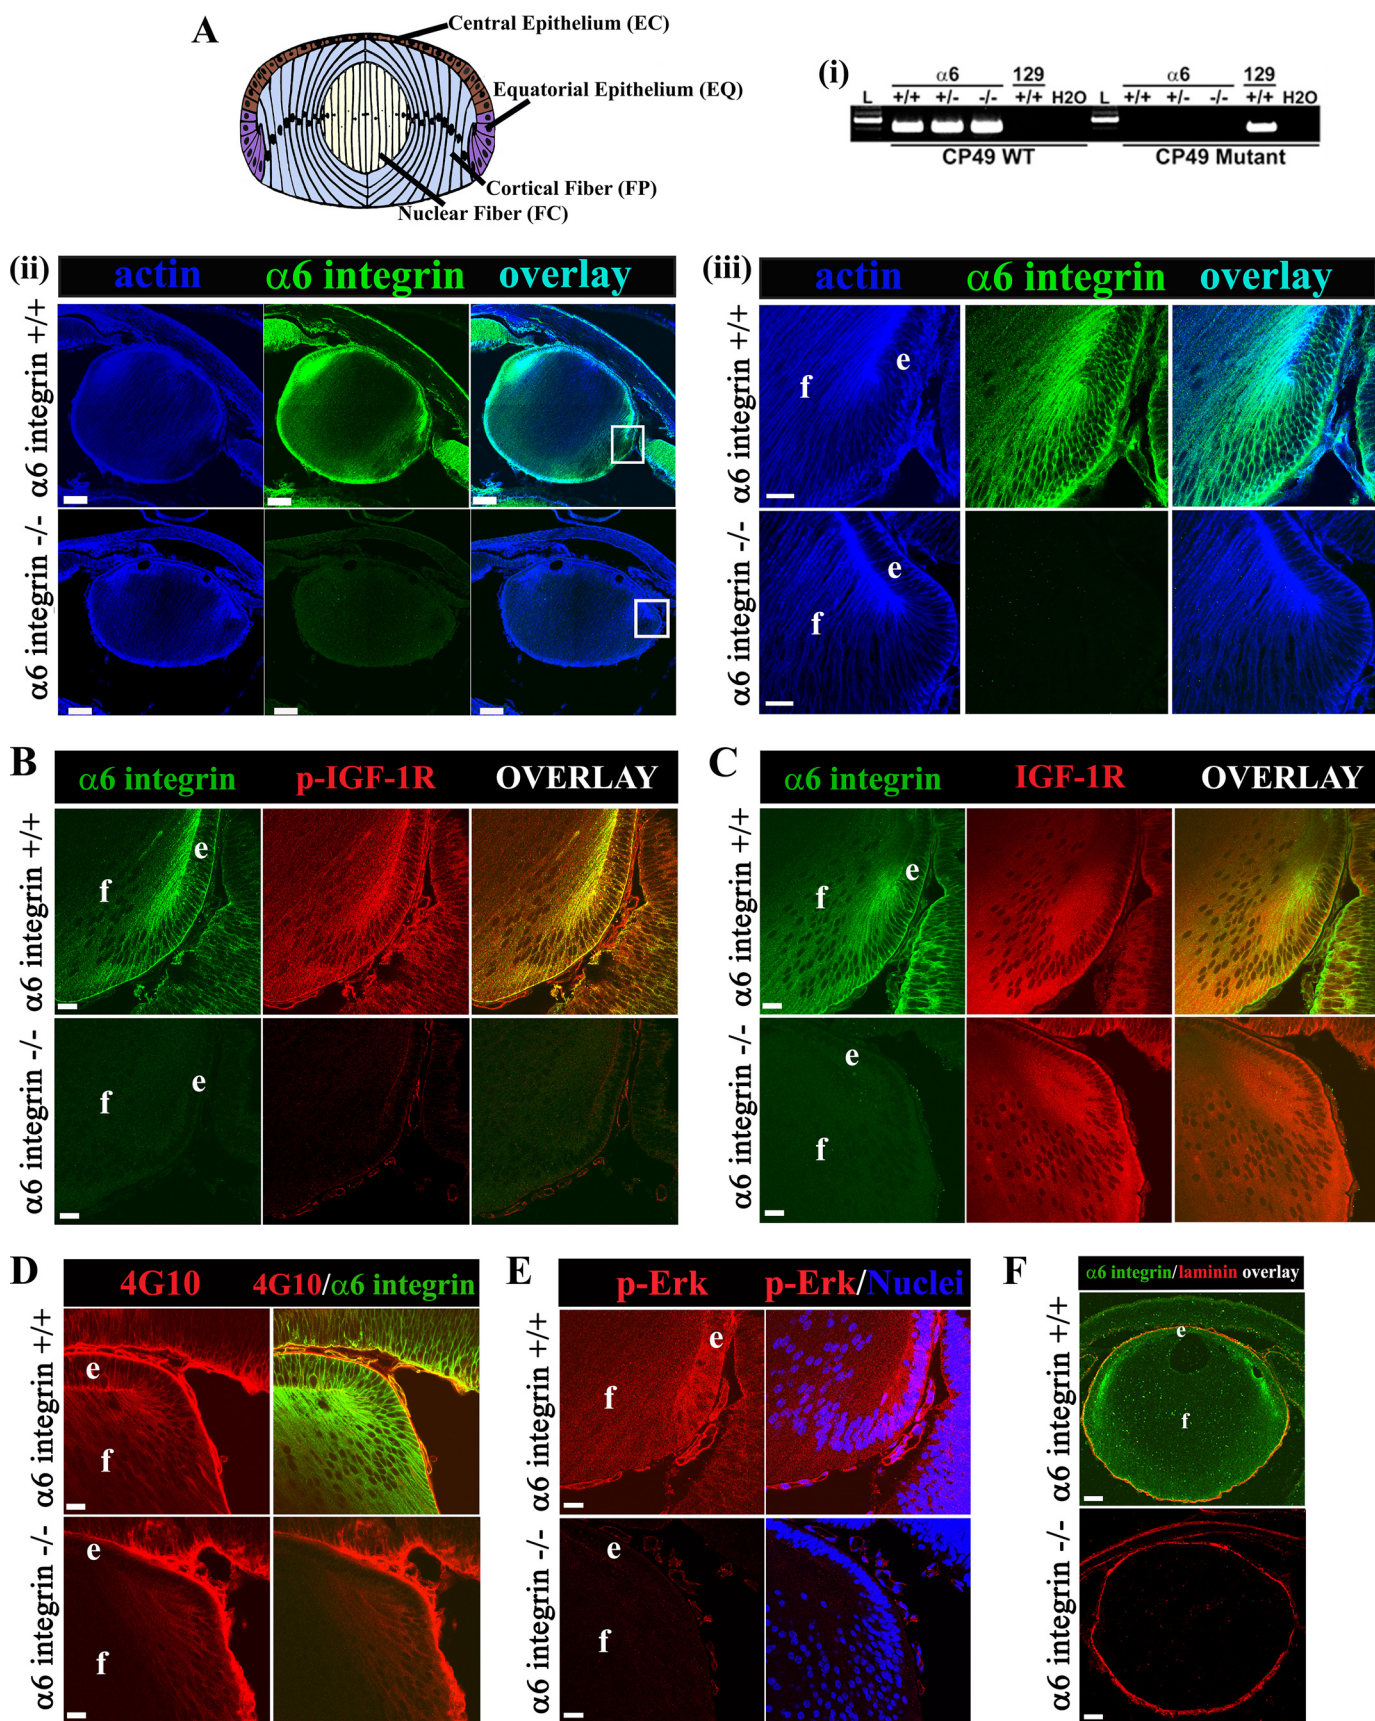 A
Central Epithelium (EC)
Equatorial Epithelium (EQ)
Cortical Fiber (FP)
Nuclear Fiber (FC)
(i)
α6 129 α6 129
L +/+ +/- -/- +/+ H2O L +/+ +/- -/- +/+ H2O
CP49 WT CP49 Mutant
(ii)
actin α6 integrin overlay
α6 integrin +/+
α6 integrin -/-
(iii)
actin α6 integrin overlay
α6 integrin +/+
f e
α6 integrin -/-
f e
B
α6 integrin p-IGF-1R OVERLAY
α6 integrin +/+
f e
α6 integrin -/-
f e
C
α6 integrin IGF-1R OVERLAY
α6 integrin +/+
f e
α6 integrin -/-
e
f
D
4G10 4G10/α6 integrin
α6 integrin +/+
e
f
α6 integrin -/-
e
f
E
p-Erk p-Erk/Nuclei
α6 integrin +/+
e
f
α6 integrin -/-
e
f
F
α6 integrin/laminin overlay
α6 integrin +/+
e
f
α6 integrin -/-